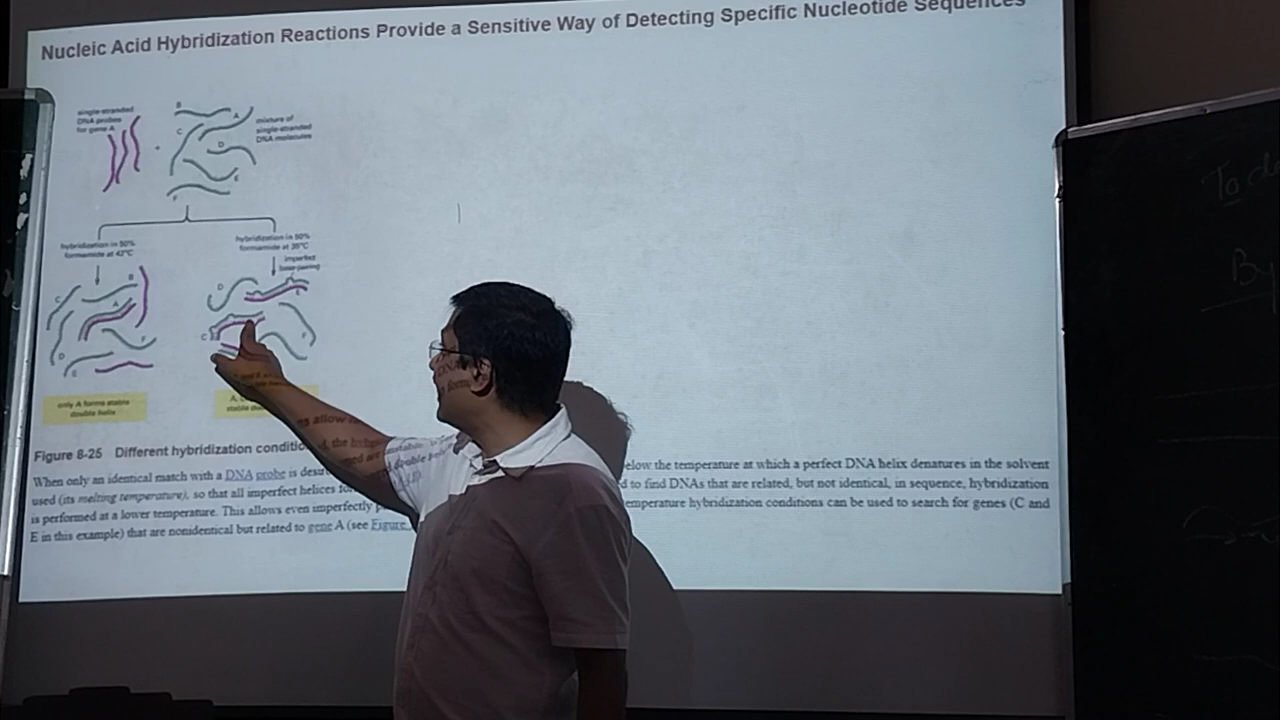 Nucleic Acid Hybridization Reactions Provide a Sensitive Way of Detecting Specific Nucleotide Sequences
single-stranded
DNA probes
for gene A
B
A
C
D
E
F
+
mixture of
single-stranded
DNA molecules
hybridization in 50%
formamide at 42°C
hybridization in 50%
formamide at 35°C
imperfect
base-pairing
C
B
A
F
D
E
D
E
C
F
only A forms stable
double helix
A, C,
stable
Figure 8-25 Different hybridization
When only an identical match with a DNA probe is below the temperature at which a perfect DNA helix denatures in the solvent
used (its melting temperature), so that all imperfect helices to find DNAs that are related, but not identical, in sequence, hybridization
is performed at a lower temperature. This allows even imperfectly temperature hybridization conditions can be used to search for genes (C and
E in this example) that are nonidentical but related to gene A (see Figure
By